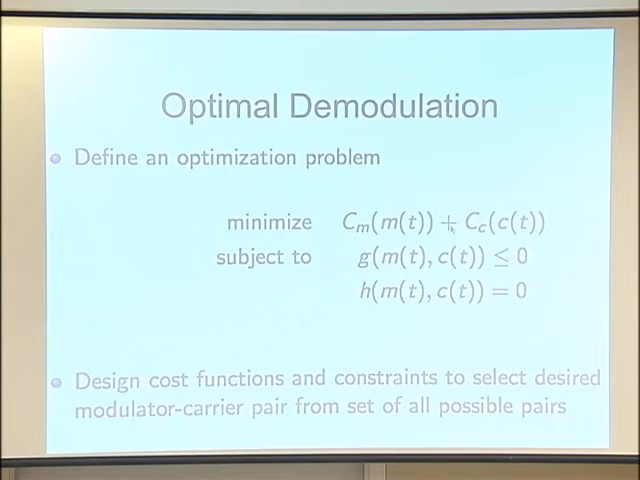 Optimal Demodulation
Define an optimization problem
minimize Cₘ(m(t)) + C_c(c(t))
subject to g(m(t), c(t)) ≤ 0
h(m(t), c(t)) = 0
Design cost functions and constraints to select desired
modulator-carrier pair from set of all possible pairs